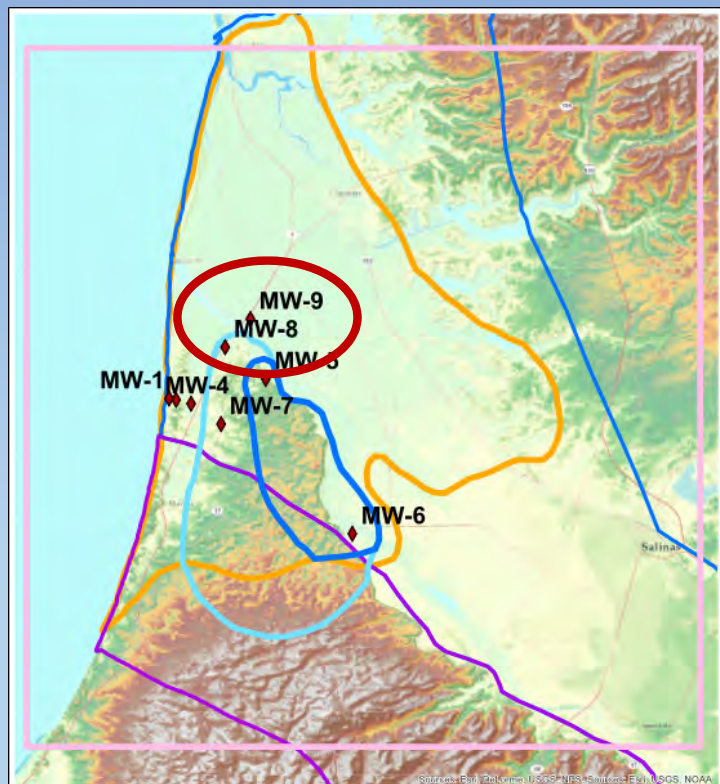 MW-9
MW-8
MW-5
MW-1
MW-4
MW-7
MW-6
Salinas
Sources: Esri, DeLorme, USGS, NPS, Sources: Esri, USGS, NOAA